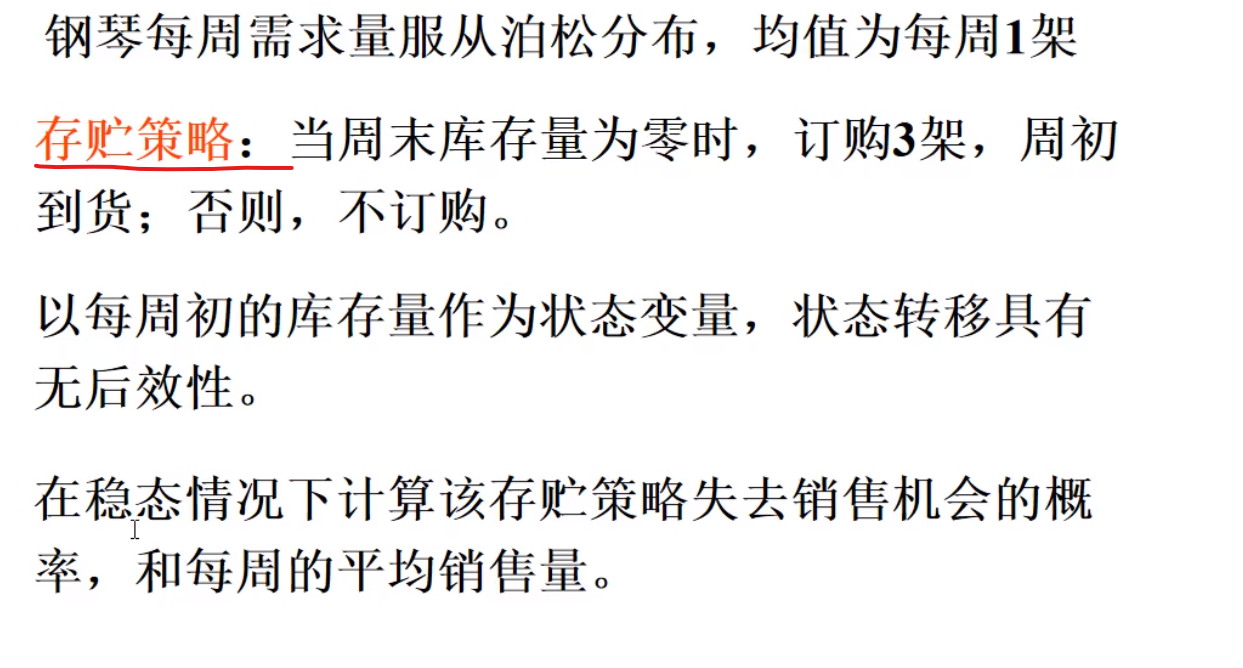 钢琴每周需求量服从泊松分布，均值为每周1架
存贮策略：当周末库存量为零时，订购3架，周初
到货；否则，不订购。
以每周初的库存量作为状态变量，状态转移具有
无后效性。
在稳态情况下计算该存贮策略失去销售机会的概
率，和每周的平均销售量。